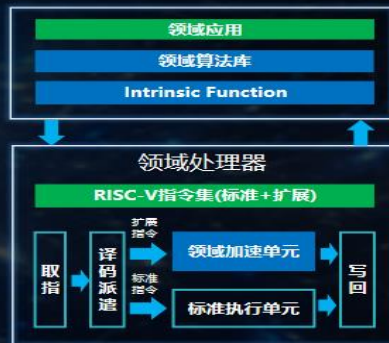 领域应用
领域算法库
Intrinsic Function
领域处理器
RISC-V指令集(标准+扩展)
取指
译码派遣
扩展指令
标准指令
领域加速单元
标准执行单元
写回